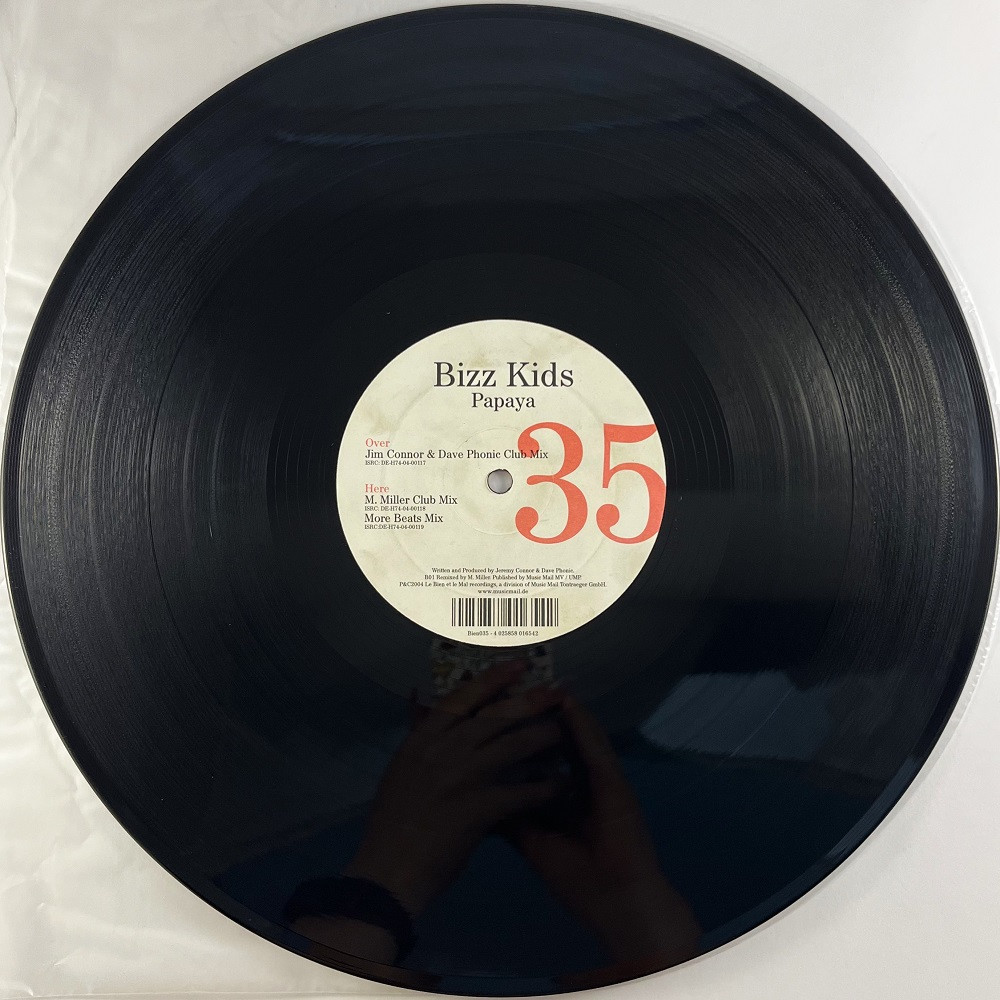 Bizz Kids
Papaya
35
Over
Jim Connor & Dave Phonic Club Mix
ISRC: DE-H74-04-00117
Here
M. Miller Club Mix
ISRC: DE-H74-04-00118
More Beats Mix
ISRC:DE-H74-04-00119
Written and Produced by Jeremy Connor & Dave Phonic.
B01 Remixed by M. Miller. Published by Music Mail MV / UMP.
P&C2004 Le Bien et le Mal recordings, a division of Music Mail Tontraeger GmbH.
www.musicmail.de
Bien035 - 4 025858 016542